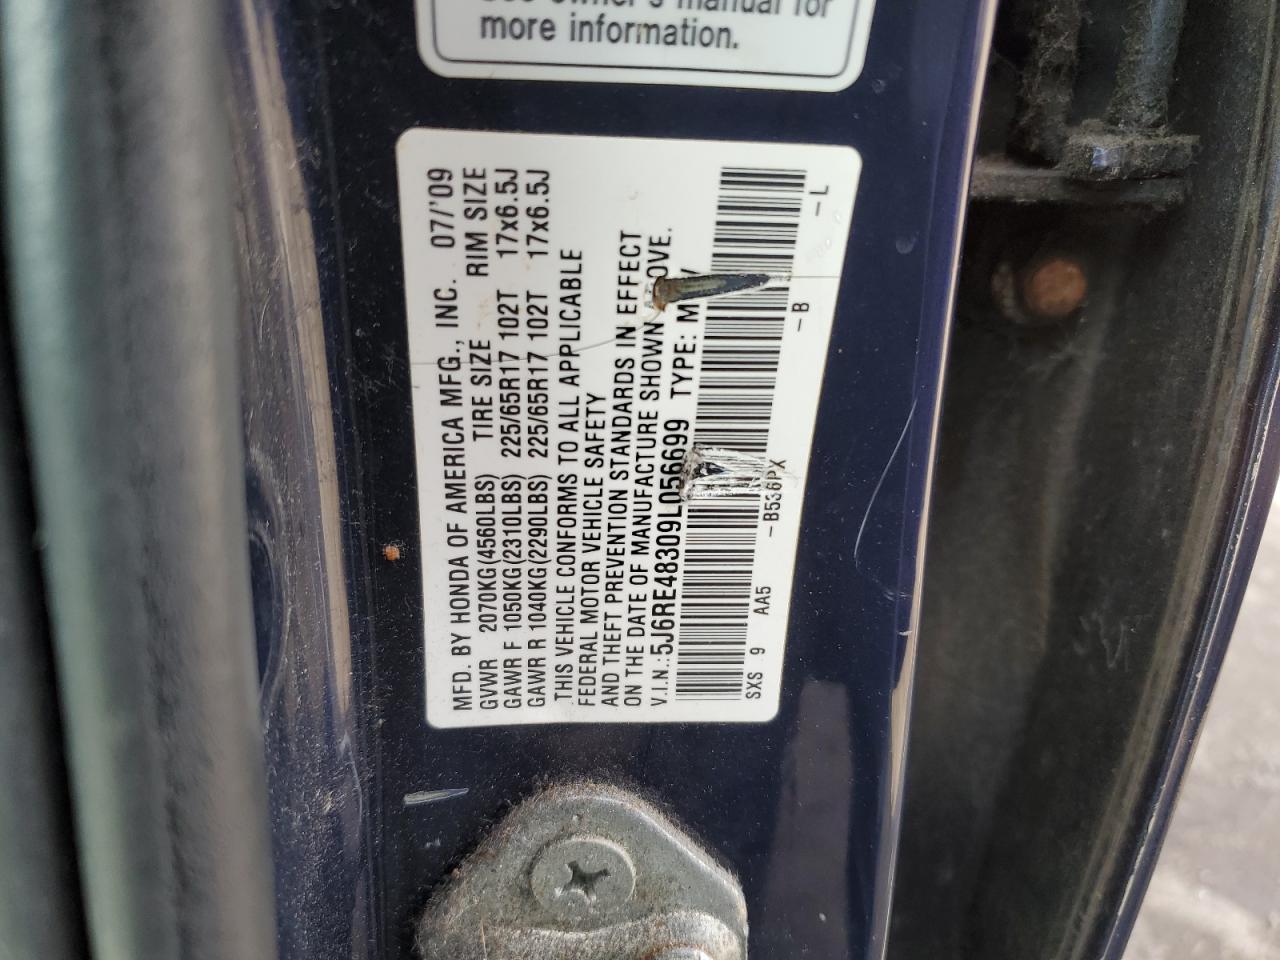 more information.
MFD. BY HONDA OF AMERICA MFG., INC. 07/'09
GVWR 2070KG(4560LBS) TIRE SIZE RIM SIZE
GAWR F 1050KG(2310LBS) 225/65R17 102T 17x6.5J
GAWR R 1040KG(2290LBS) 225/65R17 102T 17x6.5J
THIS VEHICLE CONFORMS TO ALL APPLICABLE
FEDERAL MOTOR VEHICLE SAFETY
AND THEFT PREVENTION STANDARDS IN EFFECT
ON THE DATE OF MANUFACTURE SHOWN
V.I.N.:5J6RE48309L056699 TYPE:
SXS 9 AA5 -B536PX -B -L